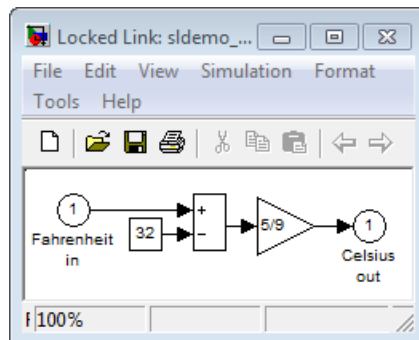 Locked Link: sldemo_...
File Edit View Simulation Format
Tools Help
1
Fahrenheit
in
32
+
−
5/9
1
Celsius
out
100%